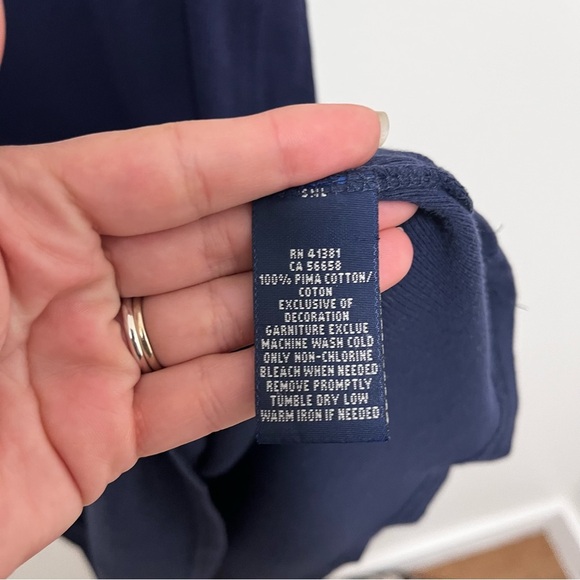 SML
RN 41381
CA 56658
100% PIMA COTTON/
COTON
EXCLUSIVE OF
DECORATION
GARNITURE EXCLUE
MACHINE WASH COLD
ONLY NON-CHLORINE
BLEACH WHEN NEEDED
REMOVE PROMPTLY
TUMBLE DRY LOW
WARM IRON IF NEEDED